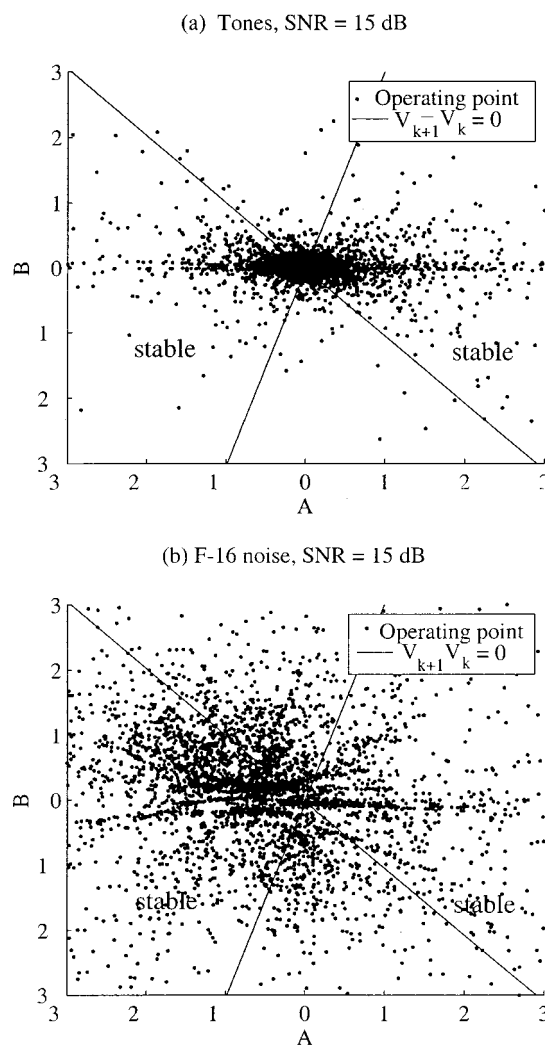 (a) Tones, SNR = 15 dB
3
Operating point
V_{k+1} - V_k = 0
2
1
B
0
1
stable
stable
2
3
3 2 1 0 1 2 3
A
(b) F-16 noise, SNR = 15 dB
3
Operating point
V_{k+1} V_k = 0
2
1
B
0
1
stable
stable
2
3
3 2 1 0 1 2 3
A